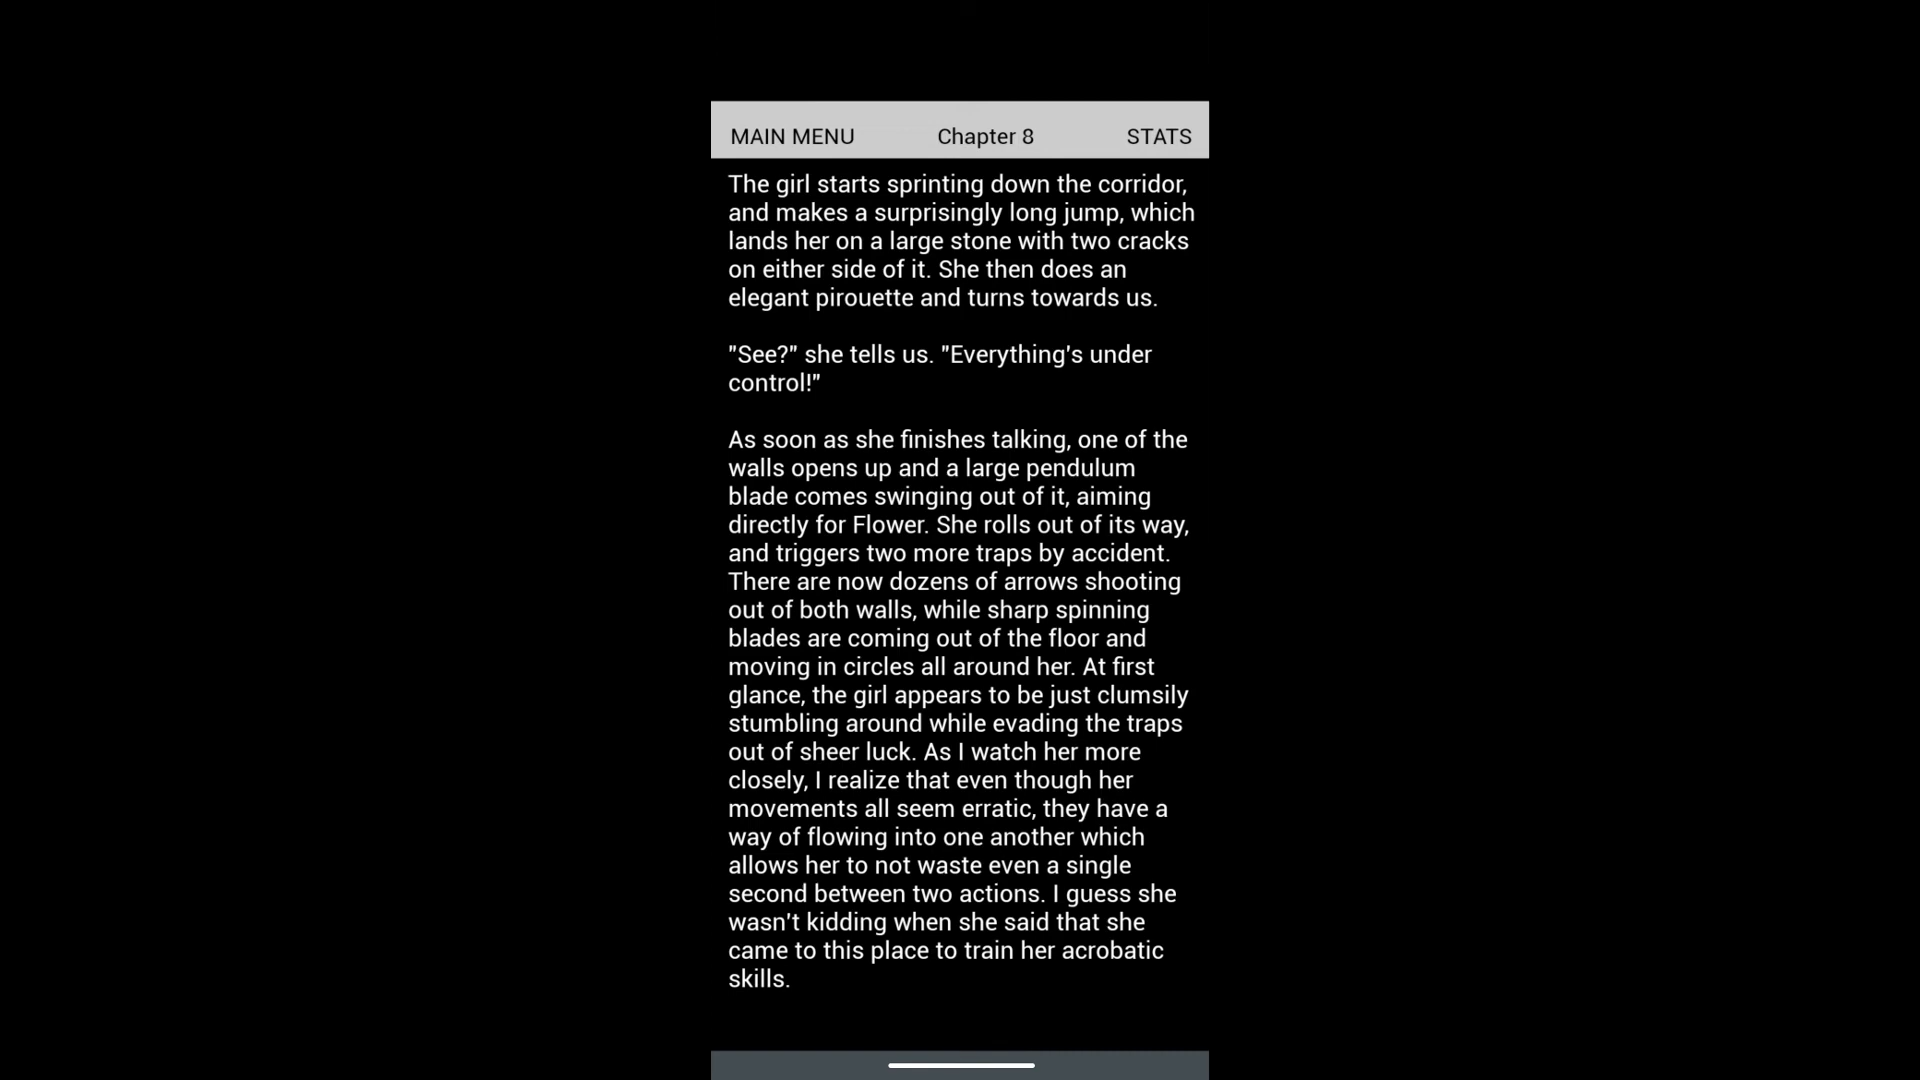 MAIN MENU Chapter 8 STATS
The girl starts sprinting down the corridor,
and makes a surprisingly long jump, which
lands her on a large stone with two cracks
on either side of it. She then does an
elegant pirouette and turns towards us.
"See?" she tells us. "Everything's under
control!"
As soon as she finishes talking, one of the
walls opens up and a large pendulum
blade comes swinging out of it, aiming
directly for Flower. She rolls out of its way,
and triggers two more traps by accident.
There are now dozens of arrows shooting
out of both walls, while sharp spinning
blades are coming out of the floor and
moving in circles all around her. At first
glance, the girl appears to be just clumsily
stumbling around while evading the traps
out of sheer luck. As I watch her more
closely, I realize that even though her
movements all seem erratic, they have a
way of flowing into one another which
allows her to not waste even a single
second between two actions. I guess she
wasn't kidding when she said that she
came to this place to train her acrobatic
skills.